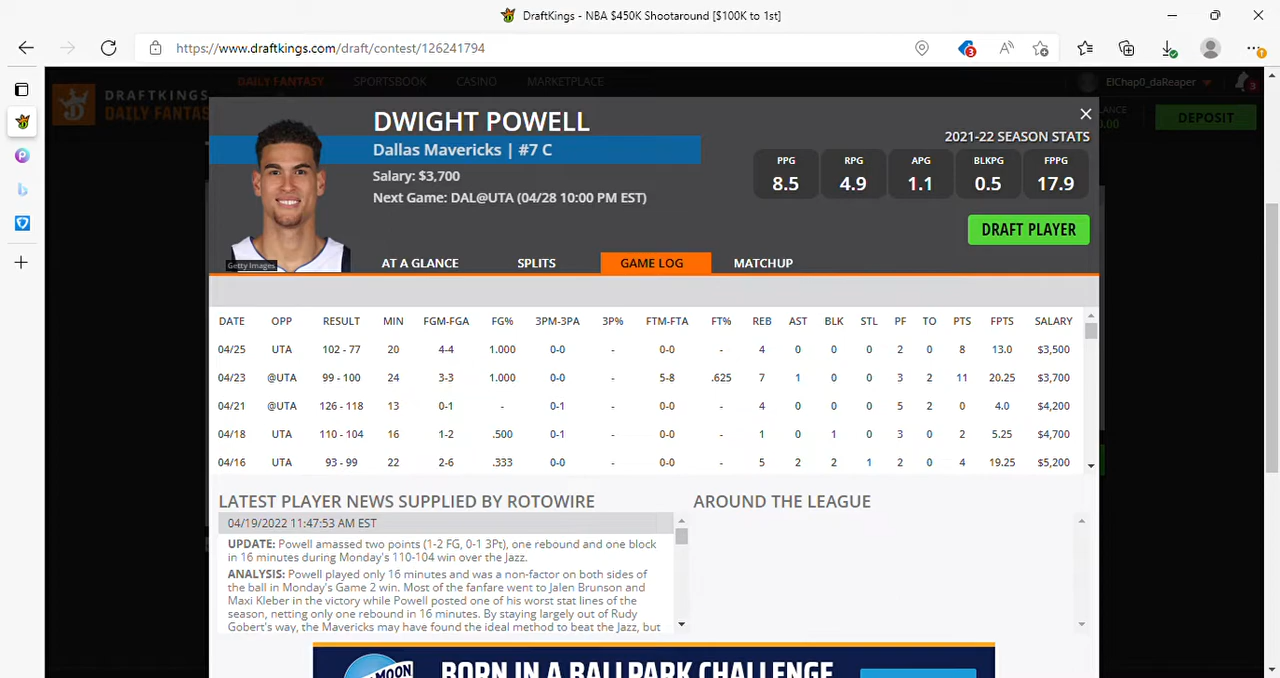 DraftKings - NBA $450K Shootaround [$100K to 1st]
https://www.draftkings.com/draft/contest/126241794
3
DRAFTKINGS
DAILY FANTAS
DAILY FANTASY SPORTSBOOK CASINO MARKETPLACE
ElChap0_daReaper
3
DEPOSIT
DWIGHT POWELL
Dallas Mavericks | #7 C
Salary: $3,700
Next Game: DAL@UTA (04/28 10:00 PM EST)
Getty Images
2021-22 SEASON STATS
PPG RPG APG BLKPG FPPG
8.5 4.9 1.1 0.5 17.9
DRAFT PLAYER
AT A GLANCE SPLITS GAME LOG MATCHUP
DATE OPP RESULT MIN FGM-FGA FG% 3PM-3PA 3P% FTM-FTA FT% REB AST BLK STL PF TO PTS FPTS SALARY
04/25 UTA 102 - 77 20 4-4 1.000 0-0 - 0-0 - 4 0 0 0 2 0 8 13.0 $3,500
04/23 @UTA 99 - 100 24 3-3 1.000 0-0 - 5-8 .625 7 1 0 0 3 2 11 20.25 $3,700
04/21 @UTA 126 - 118 13 0-1 - 0-1 - 0-0 - 4 0 0 0 5 2 0 4.0 $4,200
04/18 UTA 110 - 104 16 1-2 .500 0-1 - 0-0 - 1 0 1 0 3 0 2 5.25 $4,700
04/16 UTA 93 - 99 22 2-6 .333 0-0 - 0-0 - 5 2 2 1 2 0 4 19.25 $5,200
LATEST PLAYER NEWS SUPPLIED BY ROTOWIRE
04/19/2022 11:47:53 AM EST
UPDATE: Powell amassed two points (1-2 FG, 0-1 3Pt), one rebound and one block
in 16 minutes during Monday's 110-104 win over the Jazz.
ANALYSIS: Powell played only 16 minutes and was a non-factor on both sides of
the ball in Monday's Game 2 win. Most of the fanfare went to Jalen Brunson and
Maxi Kleber in the victory while Powell posted one of his worst stat lines of the
season, netting only one rebound in 16 minutes. By staying largely out of Rudy
Gobert's way, the Mavericks may have found the ideal method to beat the Jazz, but
AROUND THE LEAGUE
MOON
BORN IN A BALLPARK CHALLENGE